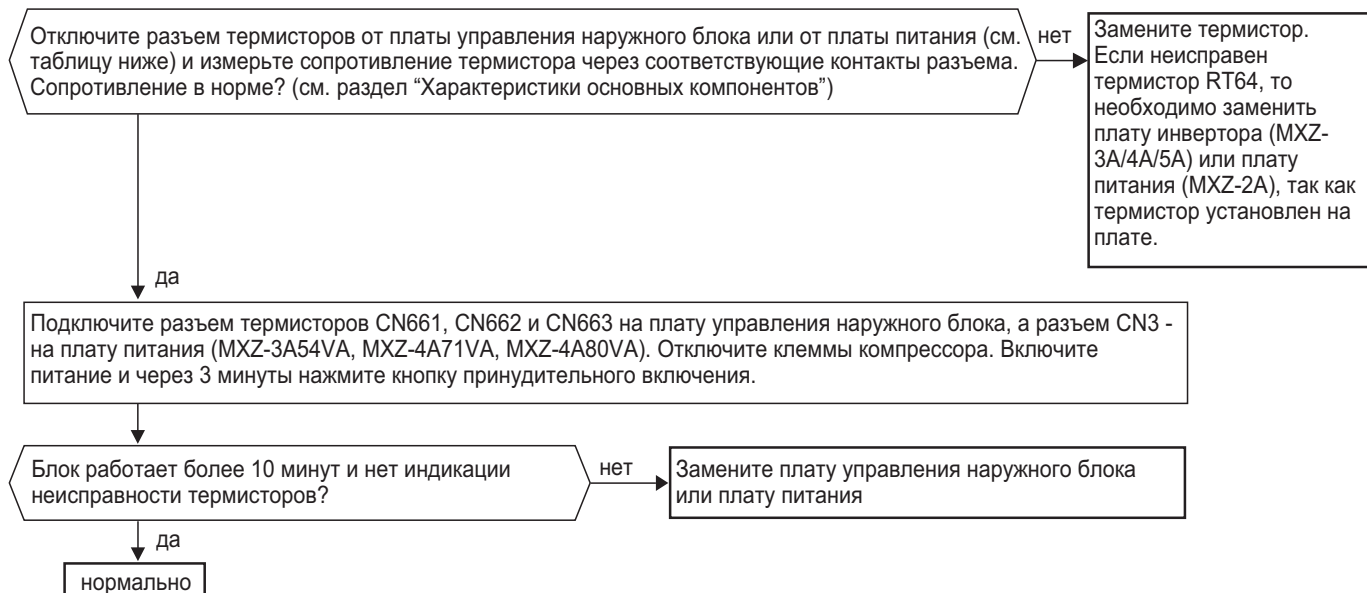 Отключите разъем термисторов от платы управления наружного блока или от платы питания (см.
таблицу ниже) и измерьте сопротивление термистора через соответствующие контакты разъема.
Сопротивление в норме? (см. раздел “Характеристики основных компонентов”)
нет
Замените термистор.
Если неисправен
термистор RT64, то
необходимо заменить
плату инвертора (MXZ-
3A/4A/5A) или плату
питания (MXZ-2A), так как
термистор установлен на
плате.
да
Подключите разъем термисторов CN661, CN662 и CN663 на плату управления наружного блока, а разъем CN3 -
на плату питания (MXZ-3A54VA, MXZ-4A71VA, MXZ-4A80VA). Отключите клеммы компрессора. Включите
питание и через 3 минуты нажмите кнопку принудительного включения.
Блок работает более 10 минут и нет индикации
неисправности термисторов?
нет
Замените плату управления наружного блока
или плату питания
да
нормально